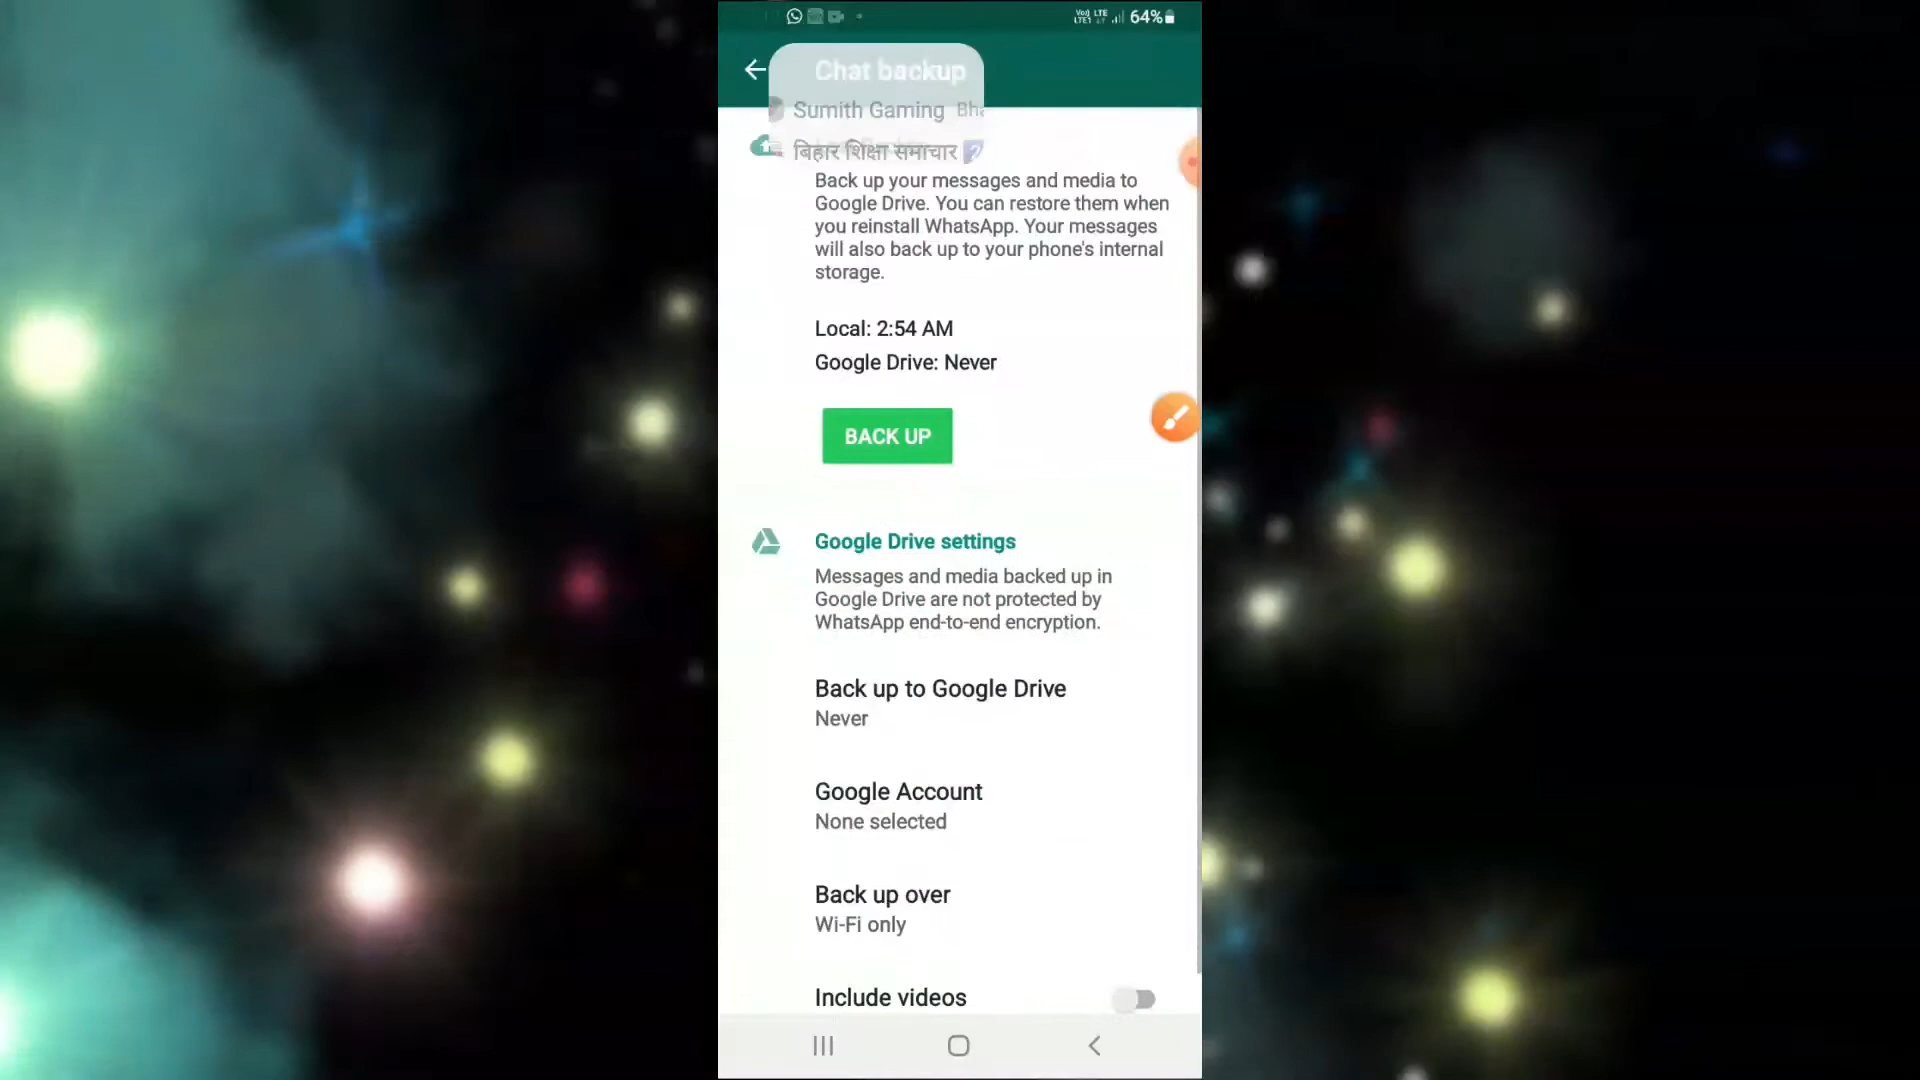 64%
Chat backup
Sumith Gaming
बिहार शिक्षा समाचार
Back up your messages and media to
Google Drive. You can restore them when
you reinstall WhatsApp. Your messages
will also back up to your phone's internal
storage.
Local: 2:54 AM
Google Drive: Never
BACK UP
Google Drive settings
Messages and media backed up in
Google Drive are not protected by
WhatsApp end-to-end encryption.
Back up to Google Drive
Never
Google Account
None selected
Back up over
Wi-Fi only
Include videos